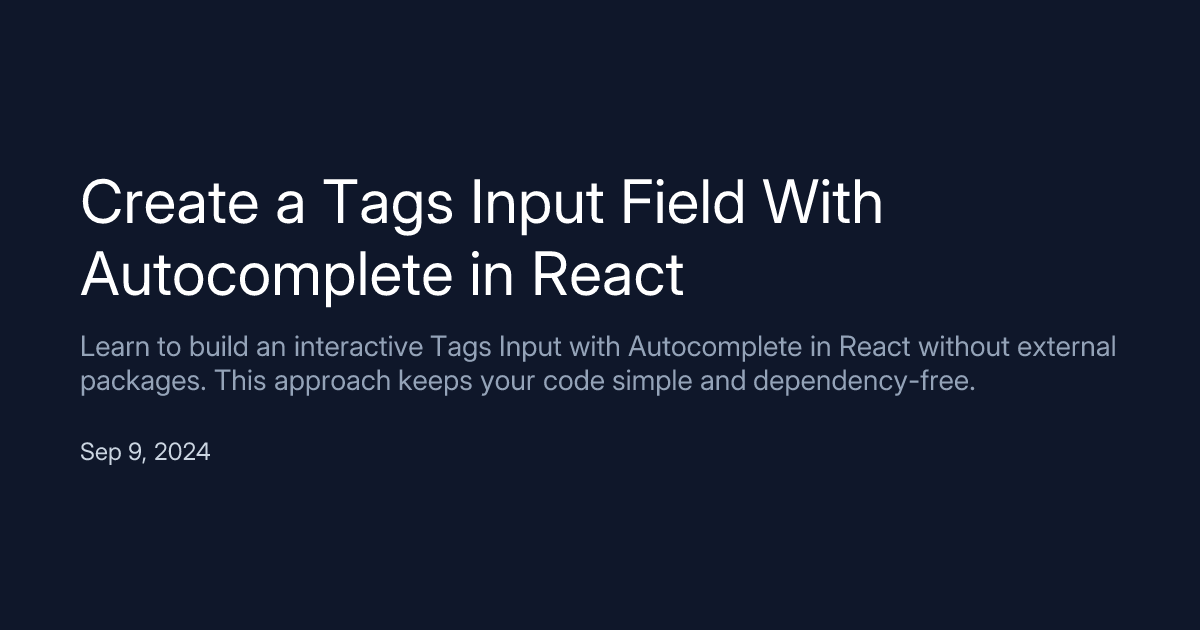 Create a Tags Input Field With
Autocomplete in React
Learn to build an interactive Tags Input with Autocomplete in React without external
packages. This approach keeps your code simple and dependency-free.
Sep 9, 2024